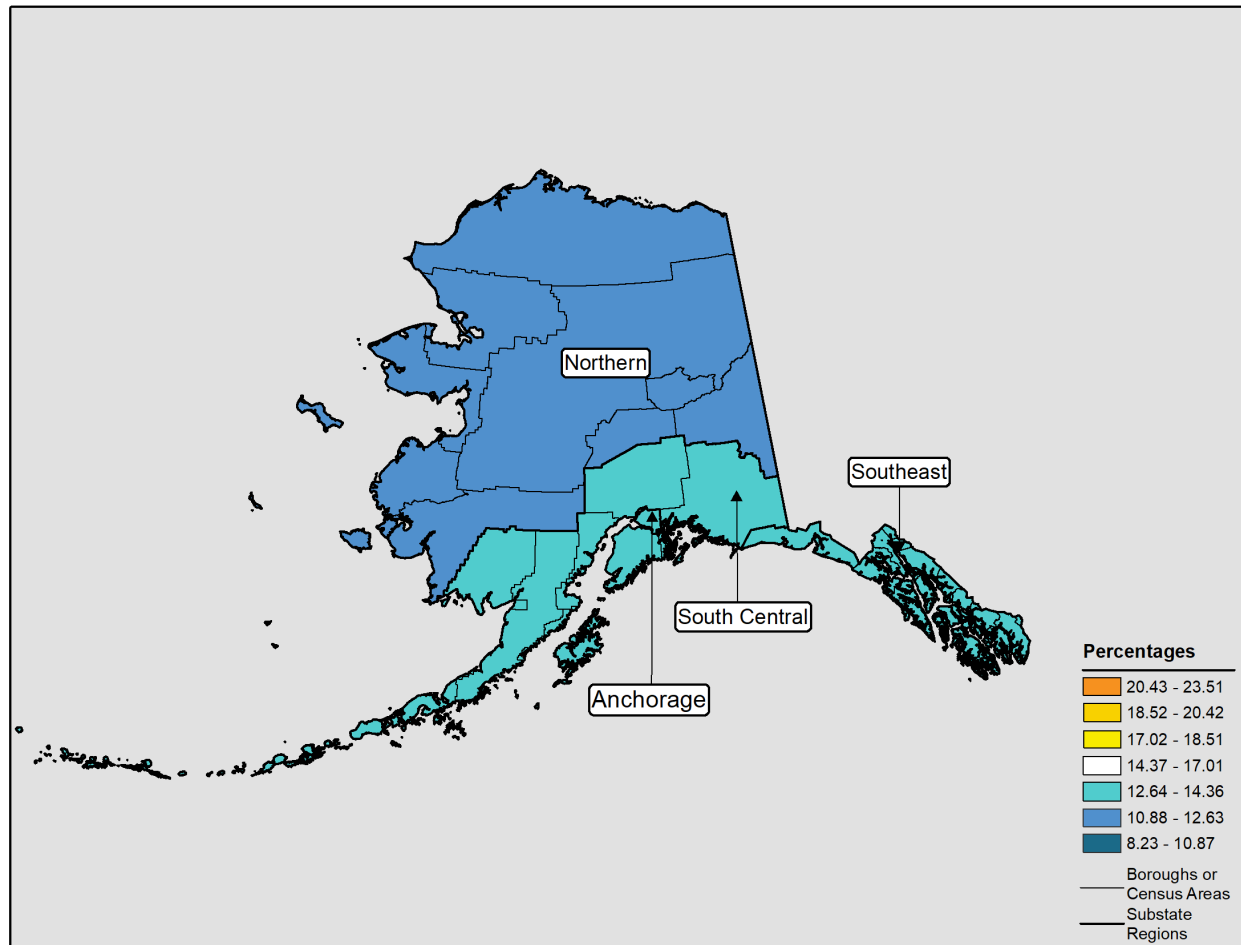 Northern
Southeast
South Central
Anchorage
Percentages
20.43 - 23.51
18.52 - 20.42
17.02 - 18.51
14.37 - 17.01
12.64 - 14.36
10.88 - 12.63
8.23 - 10.87
Boroughs or
Census Areas
Substate
Regions